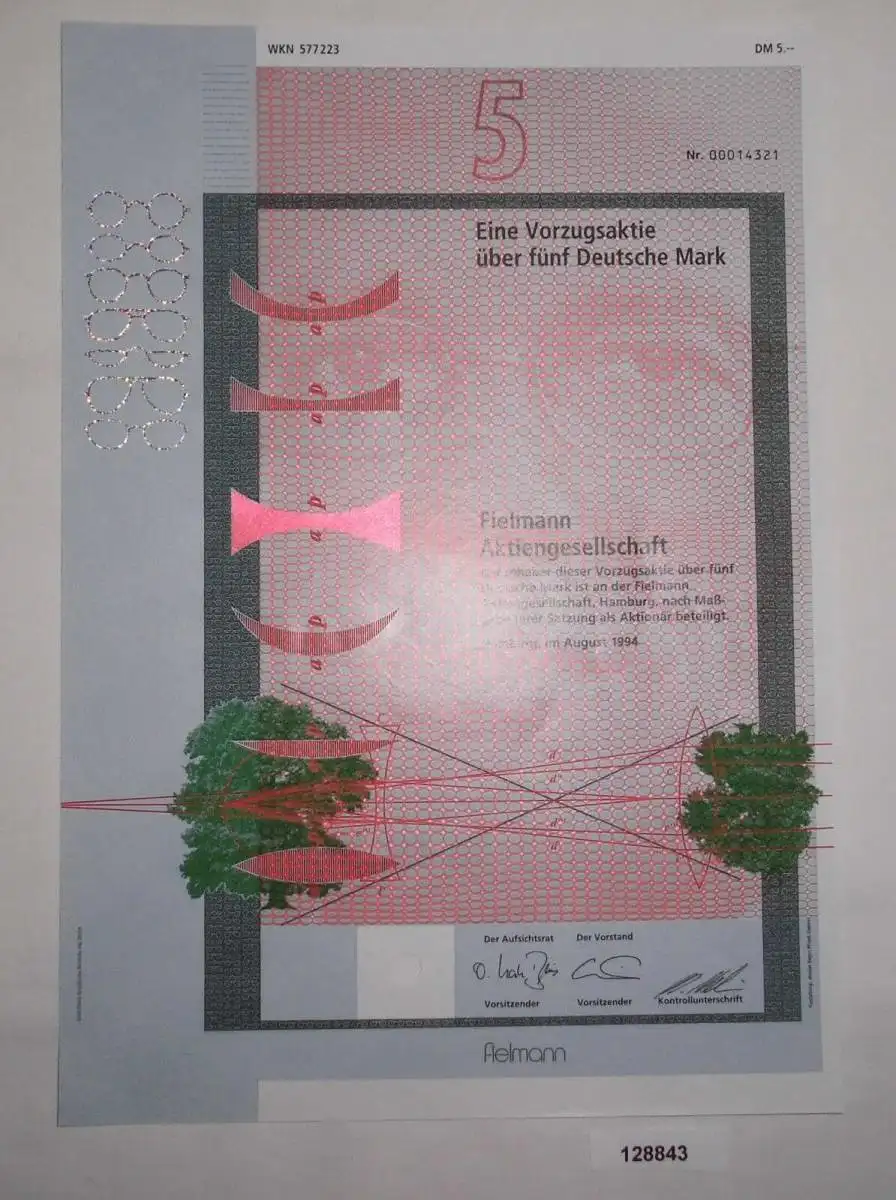 WKN 577223
DM 5.--
5
Nr. 00014321
Eine Vorzugsaktie
über fünf Deutsche Mark
a p
a p
a p
a p
Fielmann
Aktiengesellschaft
dieser Vorzugsaktie über fünf
Mark ist an der Fielmann
Hamburg, nach Maß-
Satzung als Aktionär beteiligt.
im August 1994
Der Aufsichtsrat
Der Vorstand
Vorsitzender
Vorsitzender
Kontrollunterschrift
fielmann
128843